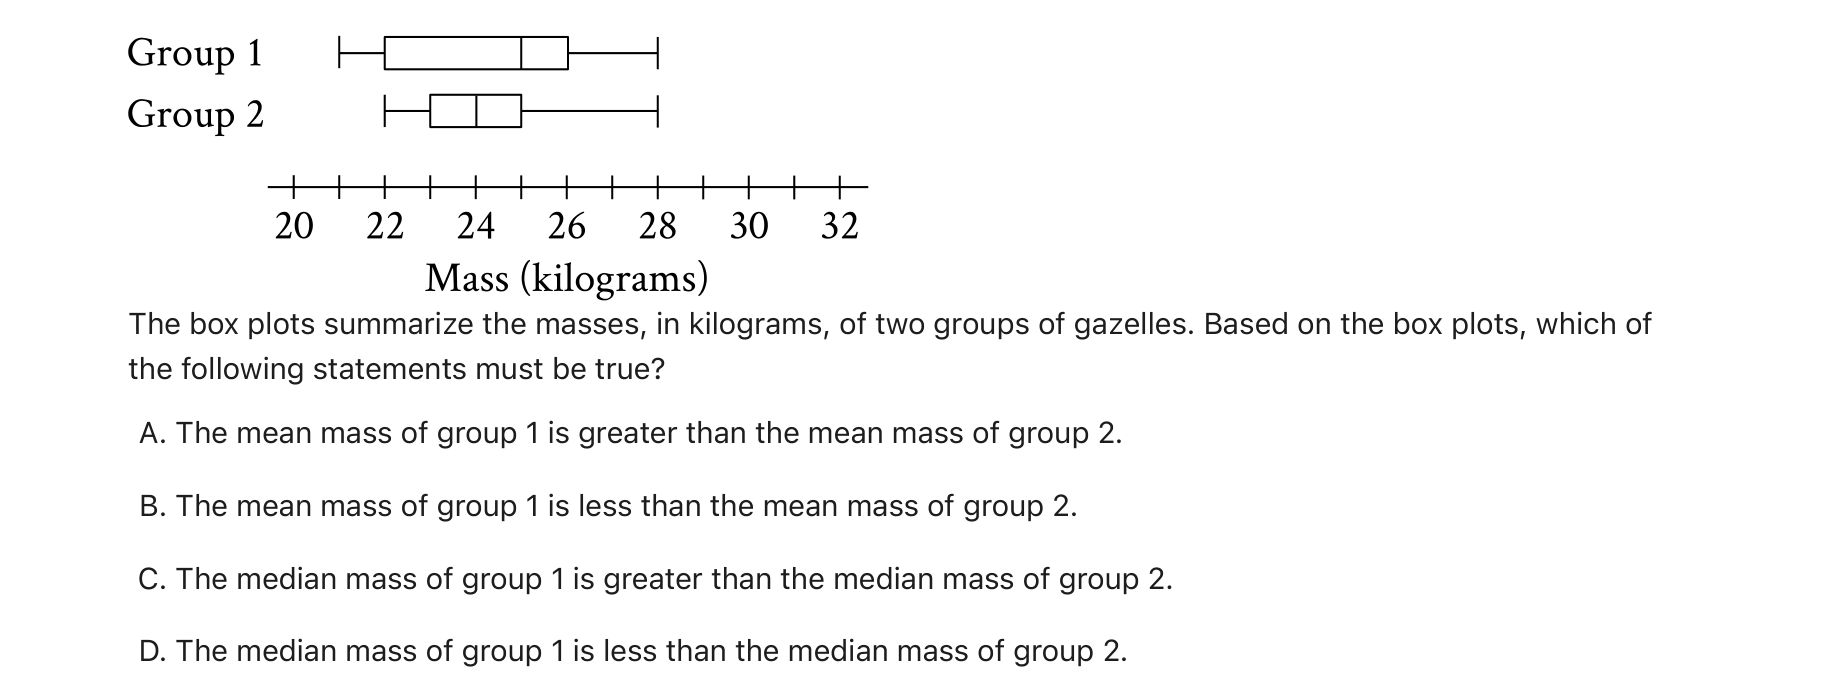 Group 1
Group 2
20 22 24 26 28 30 32
Mass (kilograms)
The box plots summarize the masses, in kilograms, of two groups of gazelles. Based on the box plots, which of
the following statements must be true?
A. The mean mass of group 1 is greater than the mean mass of group 2.
B. The mean mass of group 1 is less than the mean mass of group 2.
C. The median mass of group 1 is greater than the median mass of group 2.
D. The median mass of group 1 is less than the median mass of group 2.